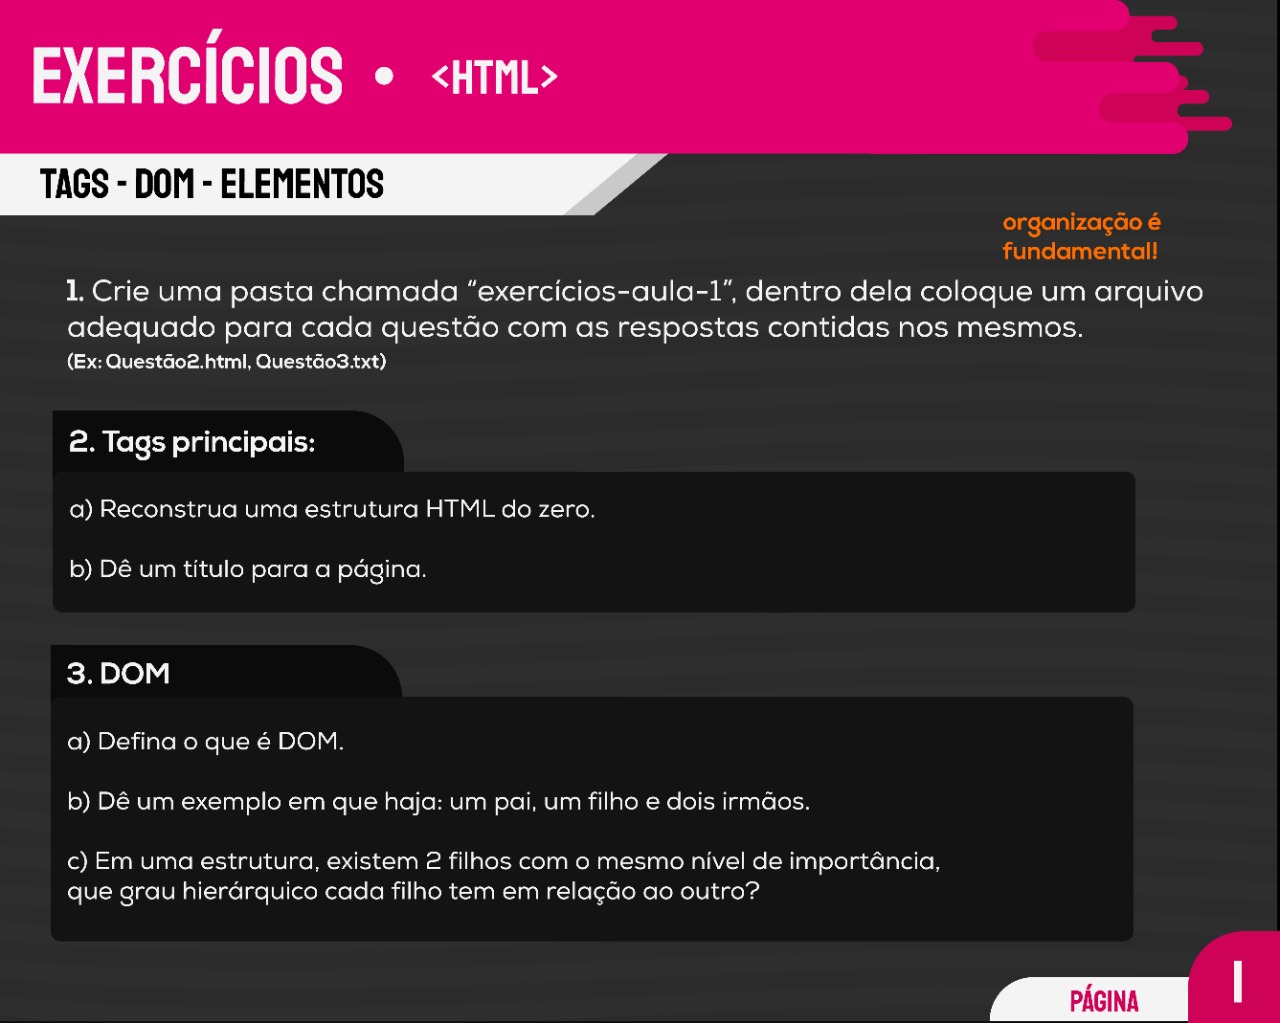 EXERCÍCIOS • <HTML>
TAGS - DOM - ELEMENTOS
organização é
fundamental!
1. Crie uma pasta chamada “exercícios-aula-1”, dentro dela coloque um arquivo
adequado para cada questão com as respostas contidas nos mesmos.
(Ex: Questão2.html, Questão3.txt)
2. Tags principais:
a) Reconstrua uma estrutura HTML do zero.
b) Dê um título para a página.
3. DOM
a) Defina o que é DOM.
b) Dê um exemplo em que haja: um pai, um filho e dois irmãos.
c) Em uma estrutura, existem 2 filhos com o mesmo nível de importância,
que grau hierárquico cada filho tem em relação ao outro?
PÁGINA 1